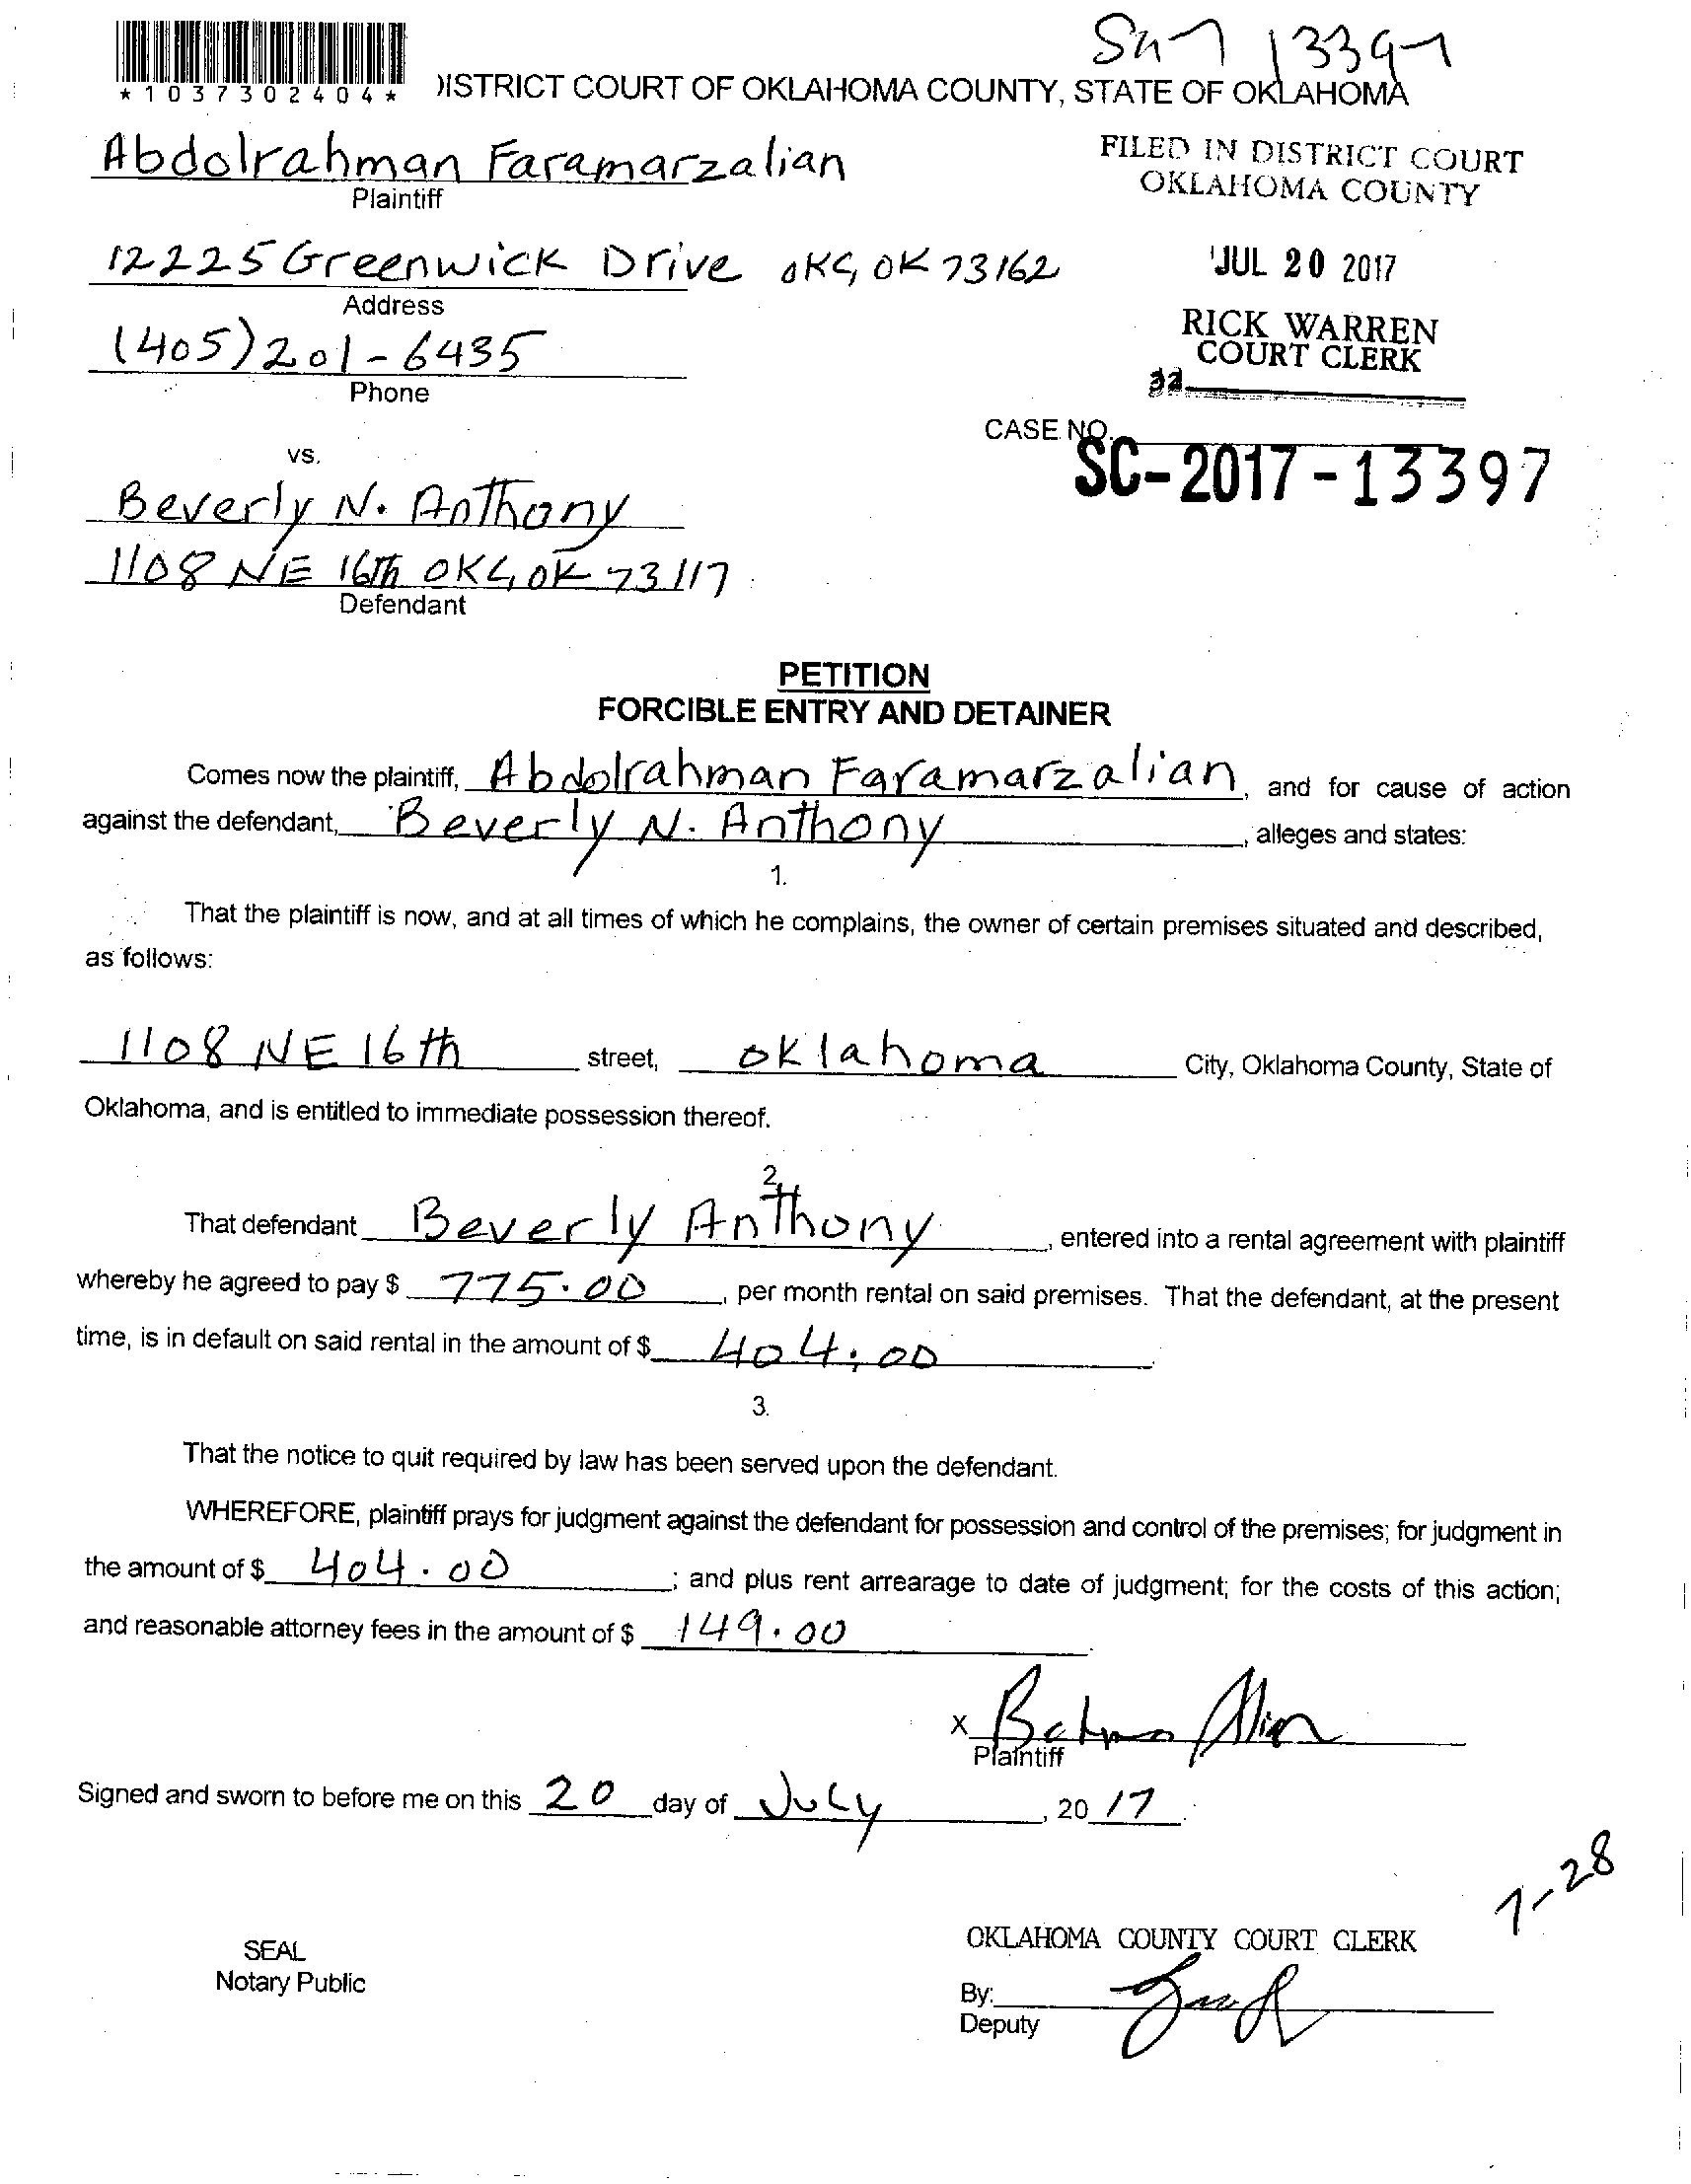 *1037302404*
SC17 13397
DISTRICT COURT OF OKLAHOMA COUNTY, STATE OF OKLAHOMA
Abdolrahman Faramarzalian
Plaintiff
FILED IN DISTRICT COURT
OKLAHOMA COUNTY
12225 Greenwick Drive OKC, OK 73162
Address
JUL 20 2017
(405) 201-6435
Phone
RICK WARREN
COURT CLERK
32
CASE NO.
SC-2017-13397
vs.
Beverly N. Anthony
1108 NE 16th OKC, OK 73117
Defendant
PETITION
FORCIBLE ENTRY AND DETAINER
Comes now the plaintiff, Abdolrahman Faramarzalian, and for cause of action
against the defendant, Beverly N. Anthony, alleges and states:
1.
That the plaintiff is now, and at all times of which he complains, the owner of certain premises situated and described,
as follows:
1108 NE 16th street, oklahoma City, Oklahoma County, State of
Oklahoma, and is entitled to immediate possession thereof.
2.
That defendant Beverly Anthony, entered into a rental agreement with plaintiff
whereby he agreed to pay $ 775.00, per month rental on said premises. That the defendant, at the present
time, is in default on said rental in the amount of $ 404.00
3.
That the notice to quit required by law has been served upon the defendant.
WHEREFORE, plaintiff prays for judgment against the defendant for possession and control of the premises; for judgment in
the amount of $ 404.00; and plus rent arrearage to date of judgment; for the costs of this action;
and reasonable attorney fees in the amount of $ 149.00
X
Plaintiff
Signed and sworn to before me on this 20 day of July, 20 17
7-28
SEAL
Notary Public
OKLAHOMA COUNTY COURT CLERK
By:
Deputy